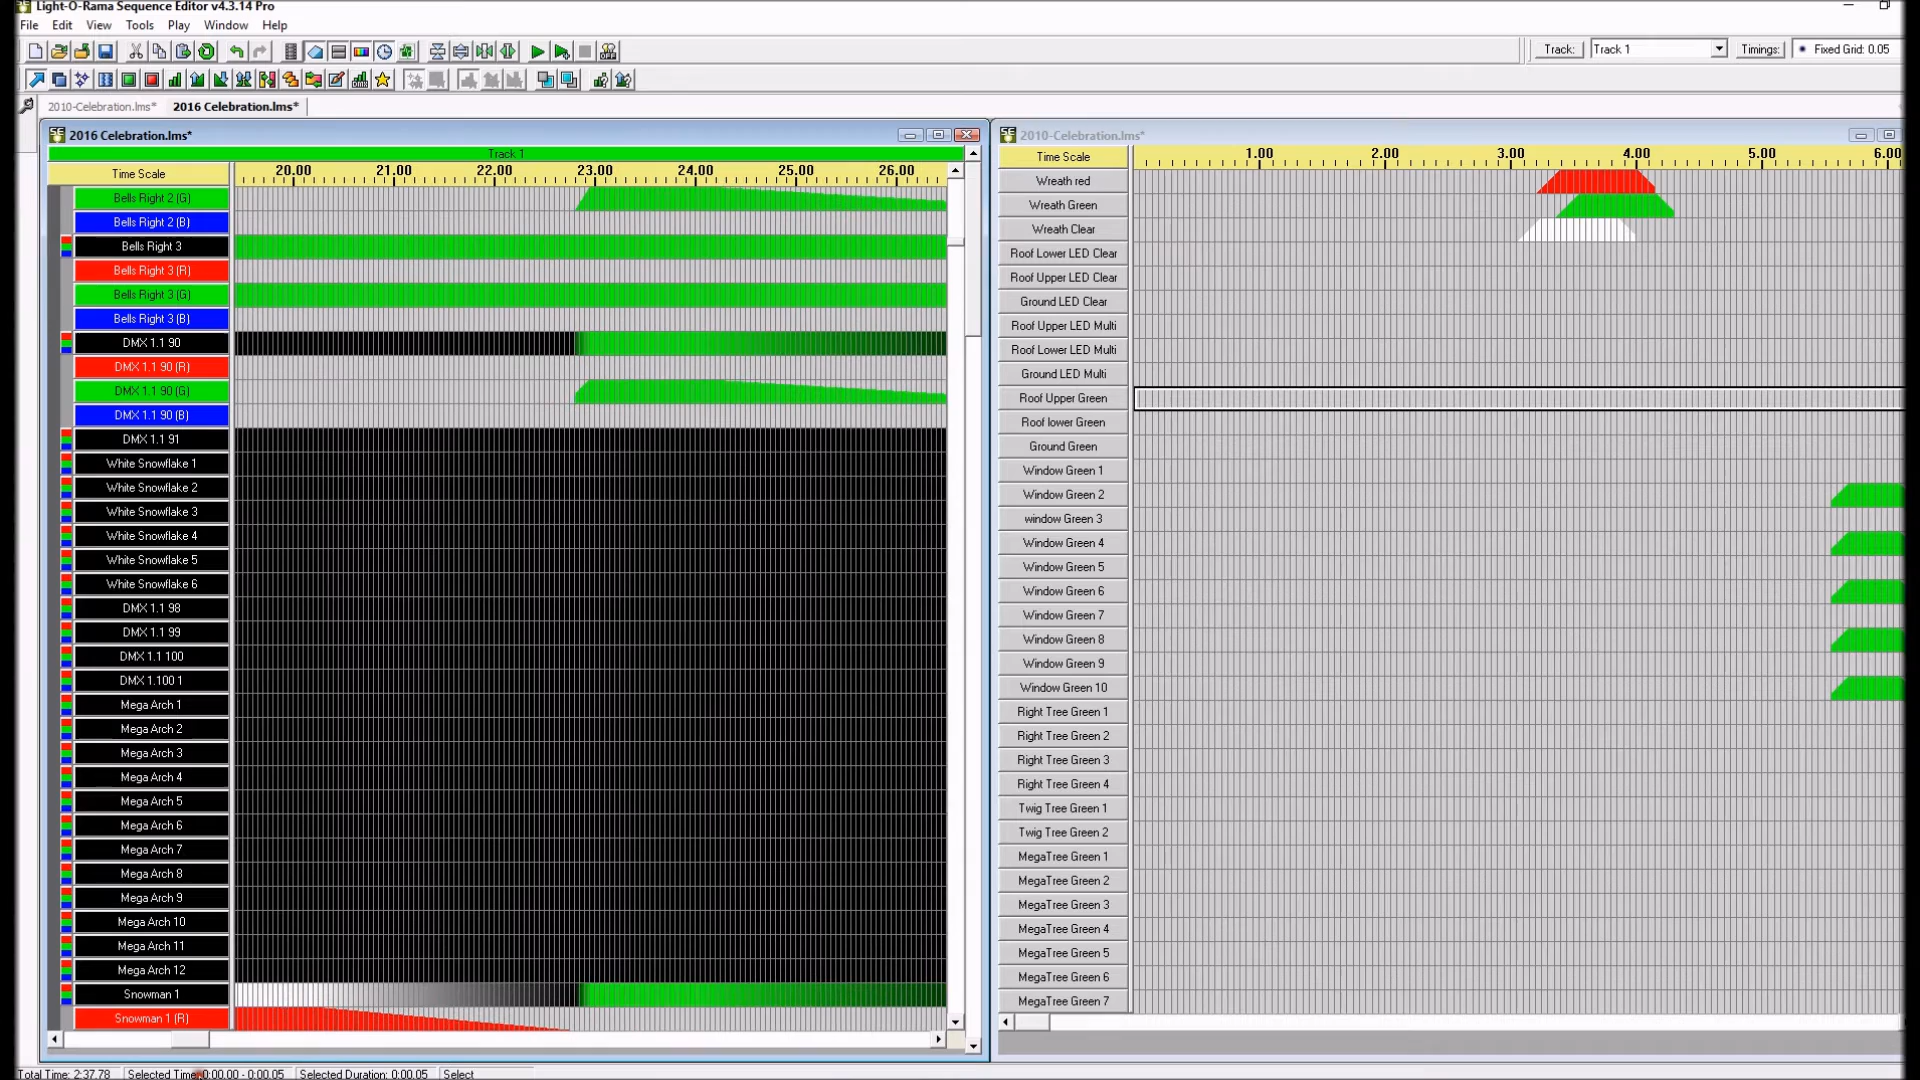 Light-O-Rama Sequence Editor v4.3.14 Pro
File Edit View Tools Play Window Help
Track: Track 1 Timings: Fixed Grid: 0.05
2010-Celebration.lms* 2016 Celebration.lms*
2016 Celebration.lms*
Track 1
Time Scale 20.00 21.00 22.00 23.00 24.00 25.00 26.00
Bells Right 2 (G)
Bells Right 2 (B)
Bells Right 3
Bells Right 3 (R)
Bells Right 3 (G)
Bells Right 3 (B)
DMX 1.1 90
DMX 1.1 90 (R)
DMX 1.1 90 (G)
DMX 1.1 90 (B)
DMX 1.1 91
White Snowflake 1
White Snowflake 2
White Snowflake 3
White Snowflake 4
White Snowflake 5
White Snowflake 6
DMX 1.1 98
DMX 1.1 99
DMX 1.1 100
DMX 1.100 1
Mega Arch 1
Mega Arch 2
Mega Arch 3
Mega Arch 4
Mega Arch 5
Mega Arch 6
Mega Arch 7
Mega Arch 8
Mega Arch 9
Mega Arch 10
Mega Arch 11
Mega Arch 12
Snowman 1
Snowman 1 (R)
2010-Celebration.lms*
Time Scale 1.00 2.00 3.00 4.00 5.00 6.00
Wreath red
Wreath Green
Wreath Clear
Roof Lower LED Clear
Roof Upper LED Clear
Ground LED Clear
Roof Upper LED Multi
Roof Lower LED Multi
Ground LED Multi
Roof Upper Green
Roof lower Green
Ground Green
Window Green 1
Window Green 2
window Green 3
Window Green 4
Window Green 5
Window Green 6
Window Green 7
Window Green 8
Window Green 9
Window Green 10
Right Tree Green 1
Right Tree Green 2
Right Tree Green 3
Right Tree Green 4
Twig Tree Green 1
Twig Tree Green 2
MegaTree Green 1
MegaTree Green 2
MegaTree Green 3
MegaTree Green 4
MegaTree Green 5
MegaTree Green 6
MegaTree Green 7
Total Time: 2:37.78 Selected Time: 0:00.00 - 0:00.05 Selected Duration: 0:00.05 Select